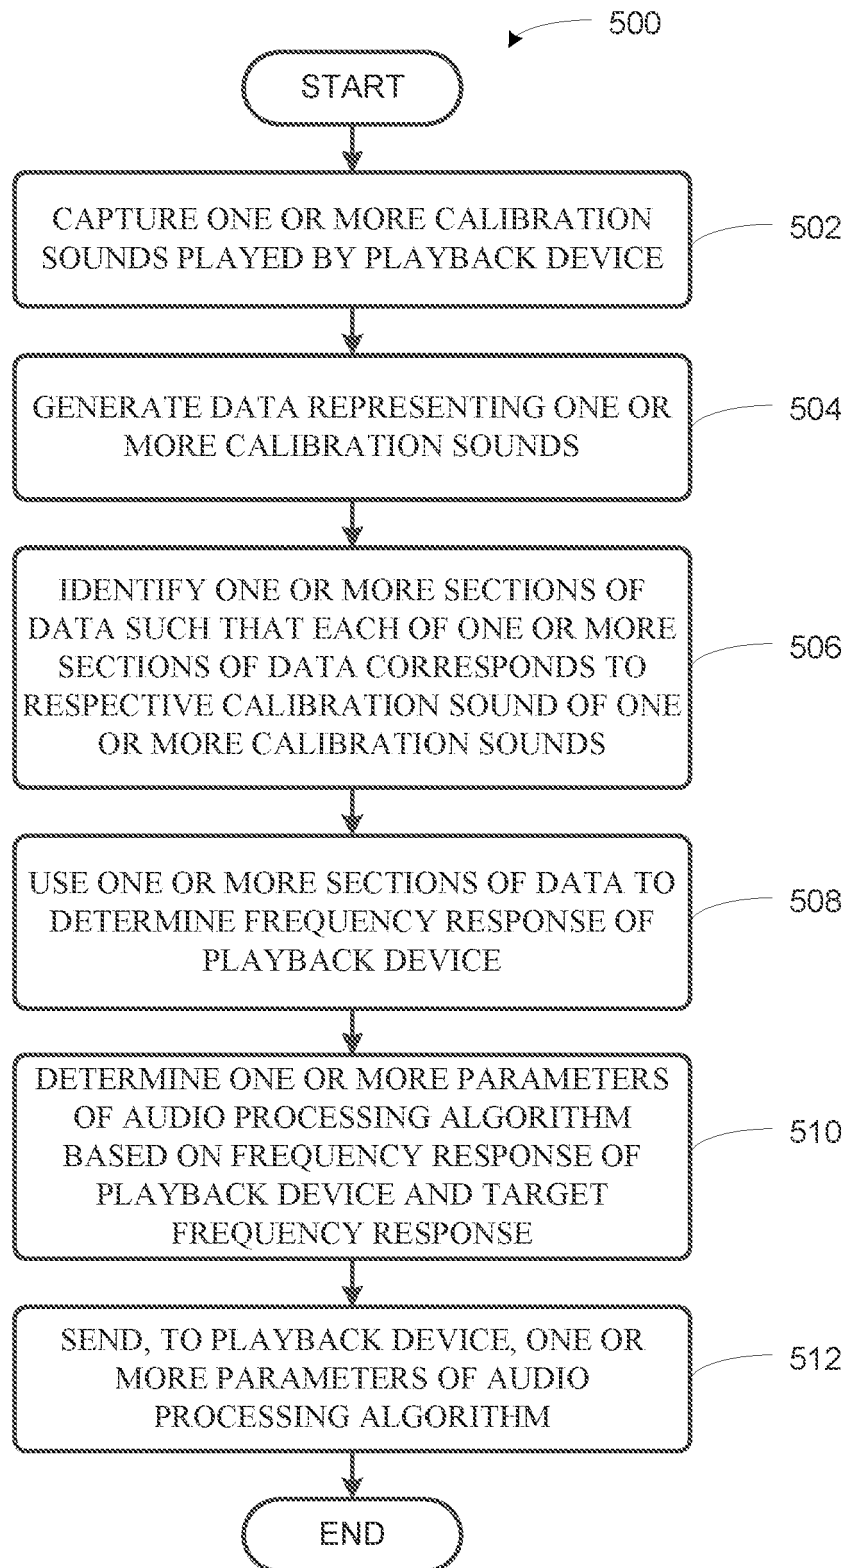 500
START
CAPTURE ONE OR MORE CALIBRATION
SOUNDS PLAYED BY PLAYBACK DEVICE
502
GENERATE DATA REPRESENTING ONE OR
MORE CALIBRATION SOUNDS
504
IDENTIFY ONE OR MORE SECTIONS OF
DATA SUCH THAT EACH OF ONE OR MORE
SECTIONS OF DATA CORRESPONDS TO
RESPECTIVE CALIBRATION SOUND OF ONE
OR MORE CALIBRATION SOUNDS
506
USE ONE OR MORE SECTIONS OF DATA TO
DETERMINE FREQUENCY RESPONSE OF
PLAYBACK DEVICE
508
DETERMINE ONE OR MORE PARAMETERS
OF AUDIO PROCESSING ALGORITHM
BASED ON FREQUENCY RESPONSE OF
PLAYBACK DEVICE AND TARGET
FREQUENCY RESPONSE
510
SEND, TO PLAYBACK DEVICE, ONE OR
MORE PARAMETERS OF AUDIO
PROCESSING ALGORITHM
512
END